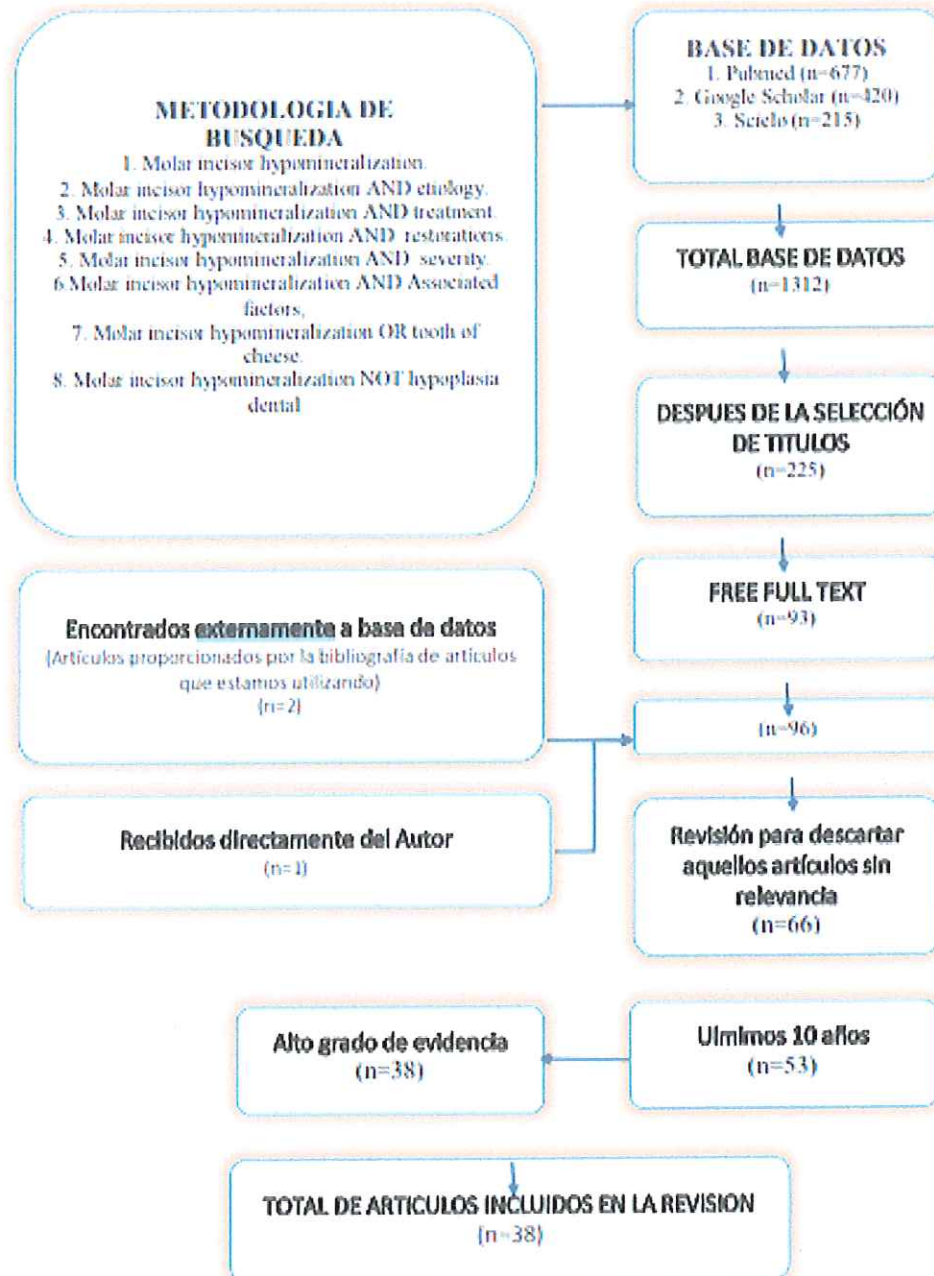 METODOLOGIA DE
BUSQUEDA
1. Molar incisor hypomineralization.
2. Molar incisor hypomineralization AND etiology.
3. Molar incisor hypomineralization AND treatment.
4. Molar incisor hypomineralization AND restorations.
5. Molar incisor hypomineralization AND severity.
6.Molar incisor hypomineralization AND Associated
factors,
7. Molar incisor hypomineralization OR tooth of
cheese.
8. Molar incisor hypomineralization NOT hypoplasia
dental
BASE DE DATOS
1. Pubmed (n=677)
2. Google Scholar (n=420)
3. Scielo (n=215)
TOTAL BASE DE DATOS
(n=1312)
DESPUES DE LA SELECCIÓN
DE TITULOS
(n=225)
FREE FULL TEXT
(n=93)
Encontrados externamente a base de datos
(Artículos proporcionados por la bibliografía de artículos
que estamos utilizando)
(n=2)
(n=96)
Recibidos directamente del Autor
(n=1)
Revisión para descartar
aquellos artículos sin
relevancia
(n=66)
Ulmimos 10 años
(n=53)
Alto grado de evidencia
(n=38)
TOTAL DE ARTICULOS INCLUIDOS EN LA REVISION
(n=38)